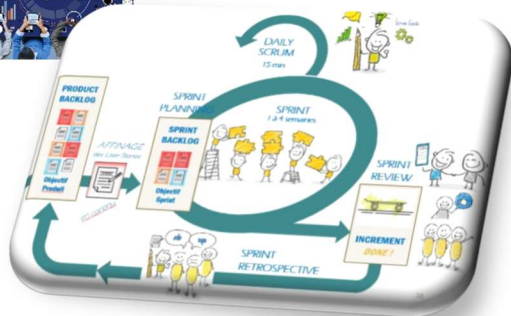 DAILY
SCRUM
15 min
PRODUCT
BACKLOG
Objectif
Produit
AFFINAGE
des User Stories
SPRINT
PLANNING
SPRINT
BACKLOG
Objectif
Sprint
SPRINT
1 à 4 semaines
SPRINT
REVIEW
INCREMENT
DONE !
SPRINT
RETROSPECTIVE